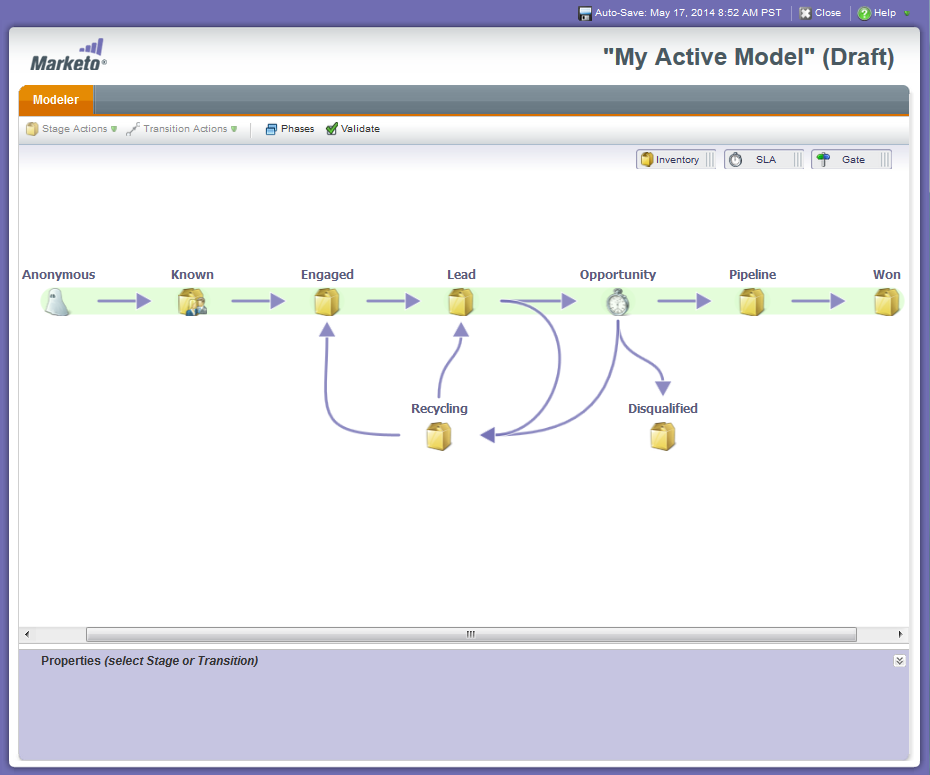 Auto-Save: May 17, 2014 8:52 AM PST Close Help
Marketo®
"My Active Model" (Draft)
Modeler
Stage Actions Transition Actions Phases Validate
Inventory SLA Gate
Anonymous Known Engaged Lead Opportunity Pipeline Won
Recycling Disqualified
Properties (select Stage or Transition)